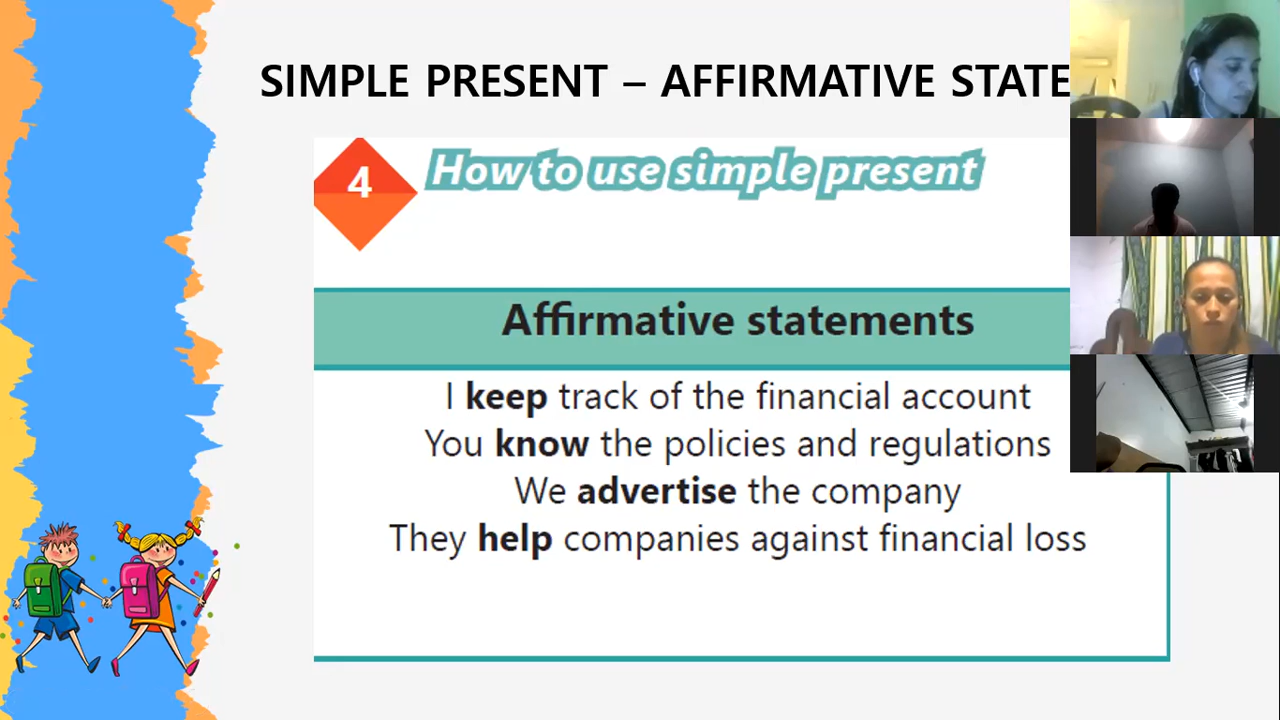 SIMPLE PRESENT – AFFIRMATIVE STATE
4
How to use simple present
Affirmative statements
I keep track of the financial account
You know the policies and regulations
We advertise the company
They help companies against financial loss